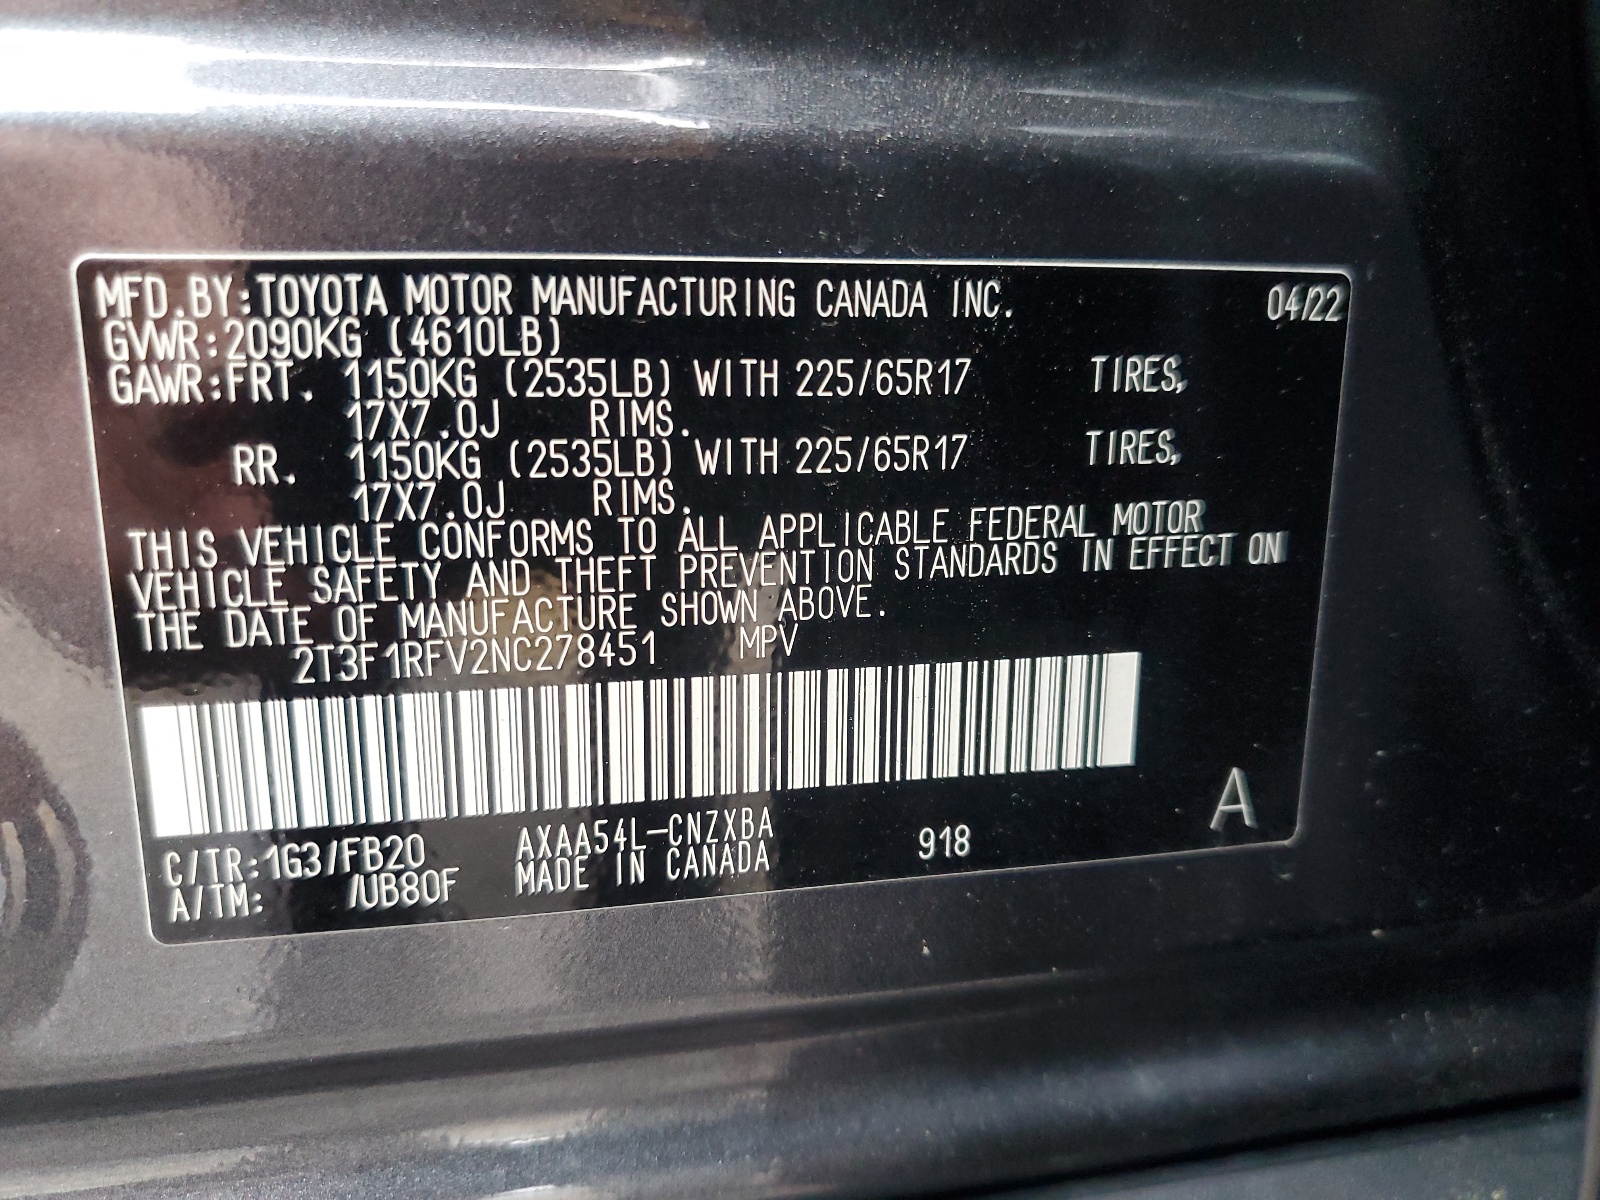 MFD.BY:TOYOTA MOTOR MANUFACTURING CANADA INC. 04/22
GVWR:2090KG (4610LB)
GAWR:FRT. 1150KG (2535LB) WITH 225/65R17 TIRES,
17X7.0J RIMS.
RR. 1150KG (2535LB) WITH 225/65R17 TIRES,
17X7.0J RIMS.
THIS VEHICLE CONFORMS TO ALL APPLICABLE FEDERAL MOTOR
VEHICLE SAFETY AND THEFT PREVENTION STANDARDS IN EFFECT ON
THE DATE OF MANUFACTURE SHOWN ABOVE.
2T3F1RFV2NC278451 MPV
C/TR:1G3/FB20 AXAA54L-CNZXBA 918 A
A/TM: /UB80F MADE IN CANADA